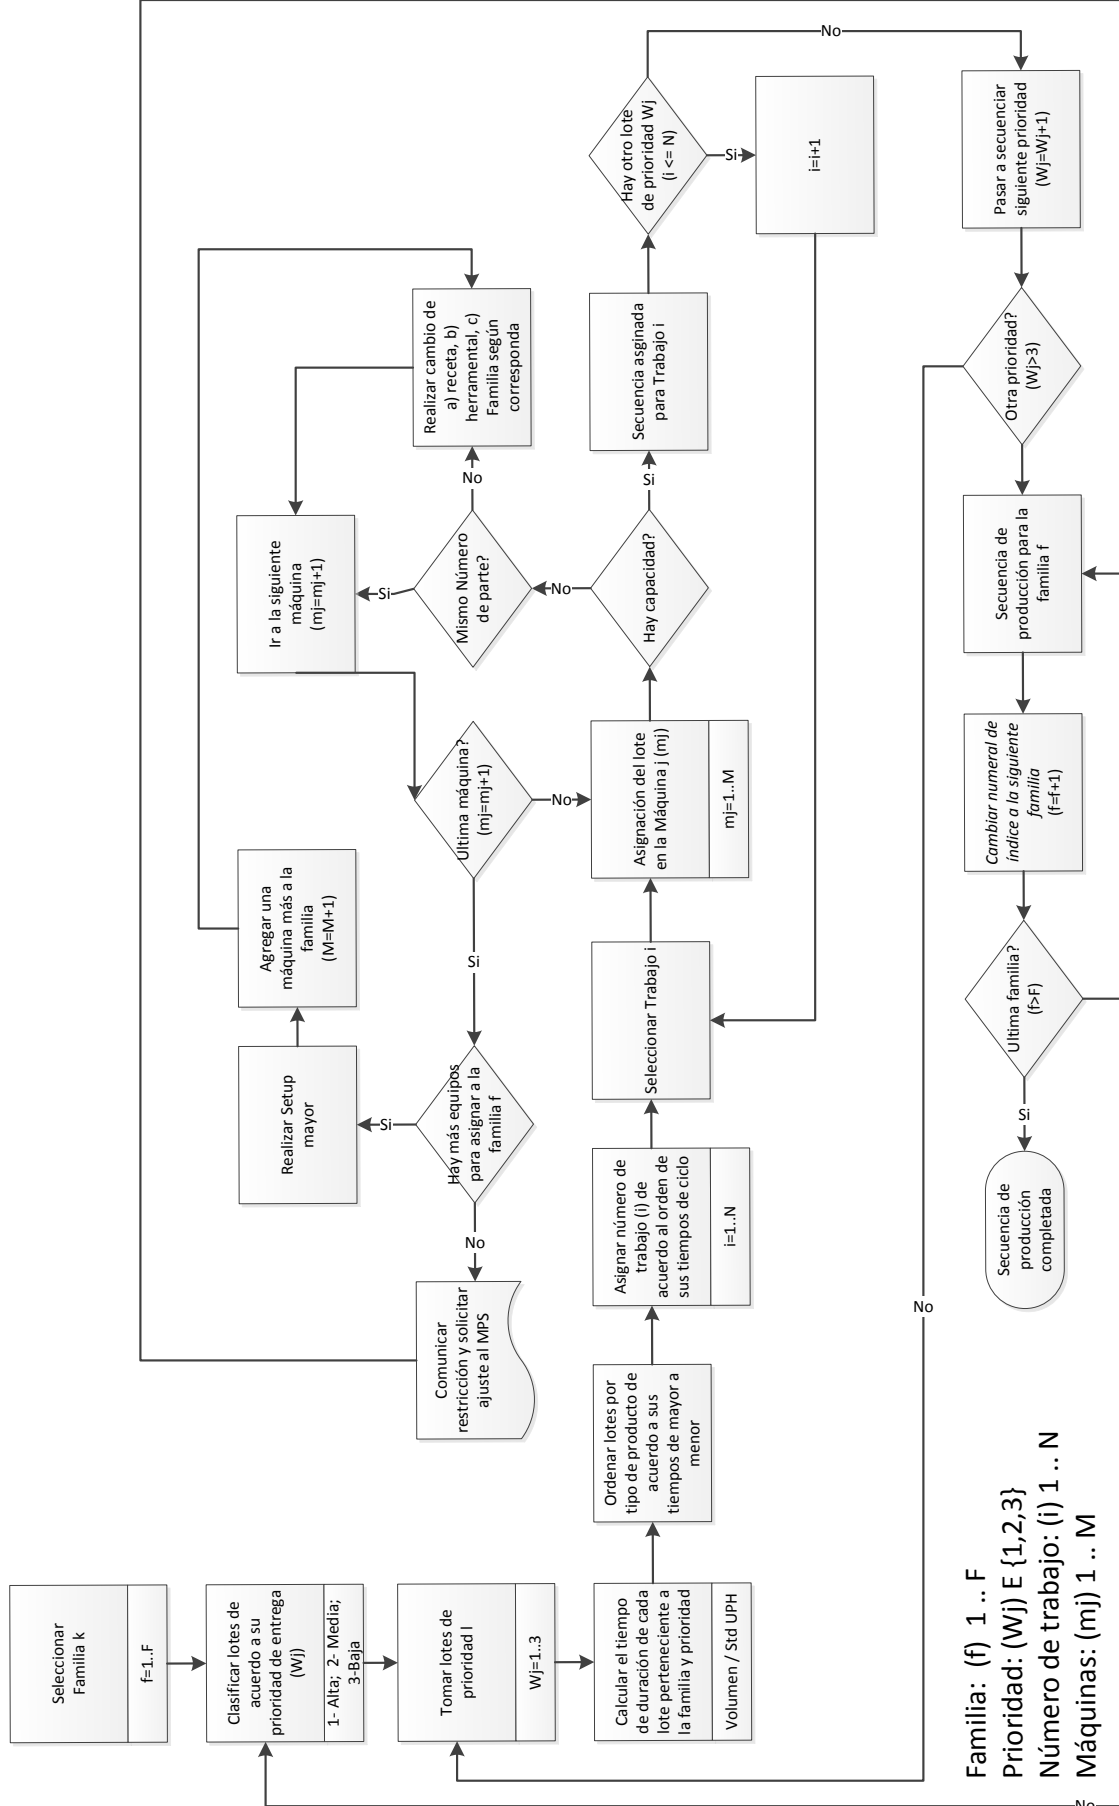 Seleccionar
Familia k
f=1..F
Clasificar lotes de
acuerdo a su
prioridad de entrega
(Wj)
1- Alta; 2- Media;
3-Baja
Tomar lotes de
prioridad l
Wj=1..3
Calcular el tiempo
de duración de cada
lote perteneciente a
la familia y prioridad
Volumen / Std UPH
Ordenar lotes por
tipo de producto de
acuerdo a sus
tiempos de mayor a
menor
Asignar número de
trabajo (i) de
acuerdo al orden de
sus tiempos de ciclo
i=1..N
Seleccionar Trabajo i
Asignación del lote
en la Máquina j (mj)
mj=1..M
Hay capacidad?
Si
No
Secuencia asginada
para Trabajo i
Hay otro lote
de prioridad Wj
(i <= N)
Si
No
i=i+1
Mismo Número
de parte?
Si
No
Realizar cambio de
a) receta, b)
herramental, c)
Familia según
corresponda
Ir a la siguiente
máquina
(mj=mj+1)
Ultima máquina?
(mj=mj+1)
No
Si
Hay más equipos
para asignar a la
familia f
Si
No
Realizar Setup
mayor
Agregar una
máquina más a la
familia
(M=M+1)
Comunicar
restricción y solicitar
ajuste al MPS
Pasar a secuenciar
siguiente prioridad
(Wj=Wj+1)
Otra prioridad?
(Wj>3)
No
Secuencia de
producción para la
familia f
Cambiar numeral de
índice a la siguiente
familia
(f=f+1)
Ultima familia?
(f>F)
Si
No
Secuencia de
producción
completada
Familia: (f) 1 .. F
Prioridad: (Wj) E {1,2,3}
Número de trabajo: (i) 1 .. N
Máquinas: (mj) 1 .. M